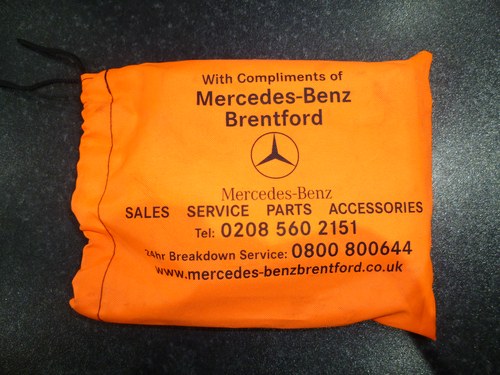 With Compliments of
Mercedes-Benz
Brentford
Mercedes-Benz
SALES SERVICE PARTS ACCESSORIES
Tel: 0208 560 2151
24hr Breakdown Service: 0800 800644
www.mercedes-benzbrentford.co.uk